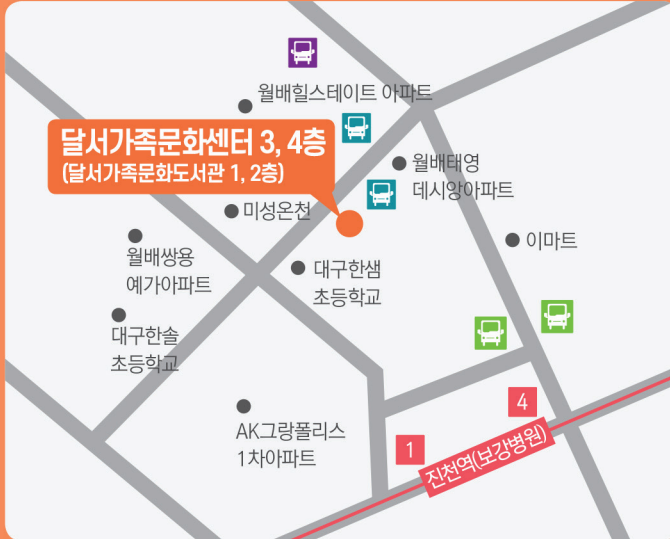 월배힐스테이트 아파트
달서가족문화센터 3, 4층
(달서가족문화도서관 1, 2층)
월배태영
데시앙아파트
미성온천
이마트
월배쌍용
예가아파트
대구한샘
초등학교
대구한솔
초등학교
AK그랑폴리스
1차아파트
4
1
진천역(보강병원)